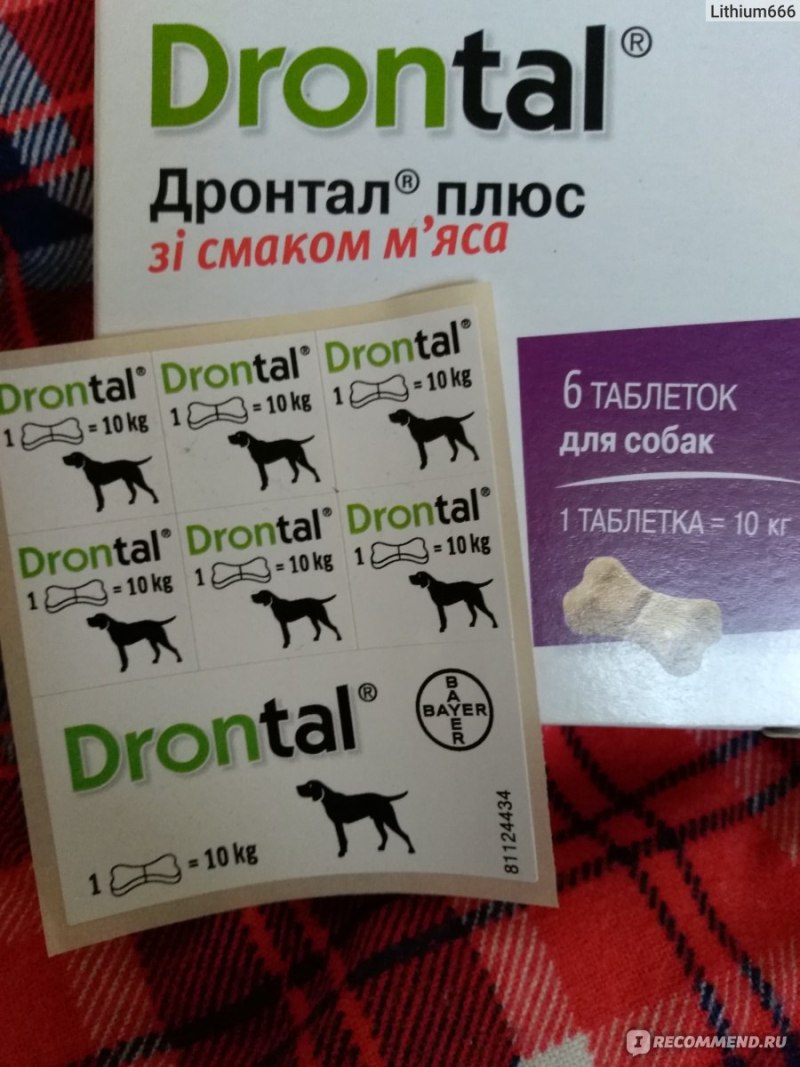 Lithium666
Drontal®
Дронтал® плюс
зі смаком м'яса
6 ТАБЛЕТОК
для собак
1 ТАБЛЕТКА = 10 кг
Drontal®
1 = 10 kg
Drontal®
1 = 10 kg
Drontal®
1 = 10 kg
Drontal®
1 = 10 kg
Drontal®
1 = 10 kg
Drontal®
1 = 10 kg
Drontal®
BAYER
BAYER
1 = 10 kg
81124434
IRECOMMEND.RU